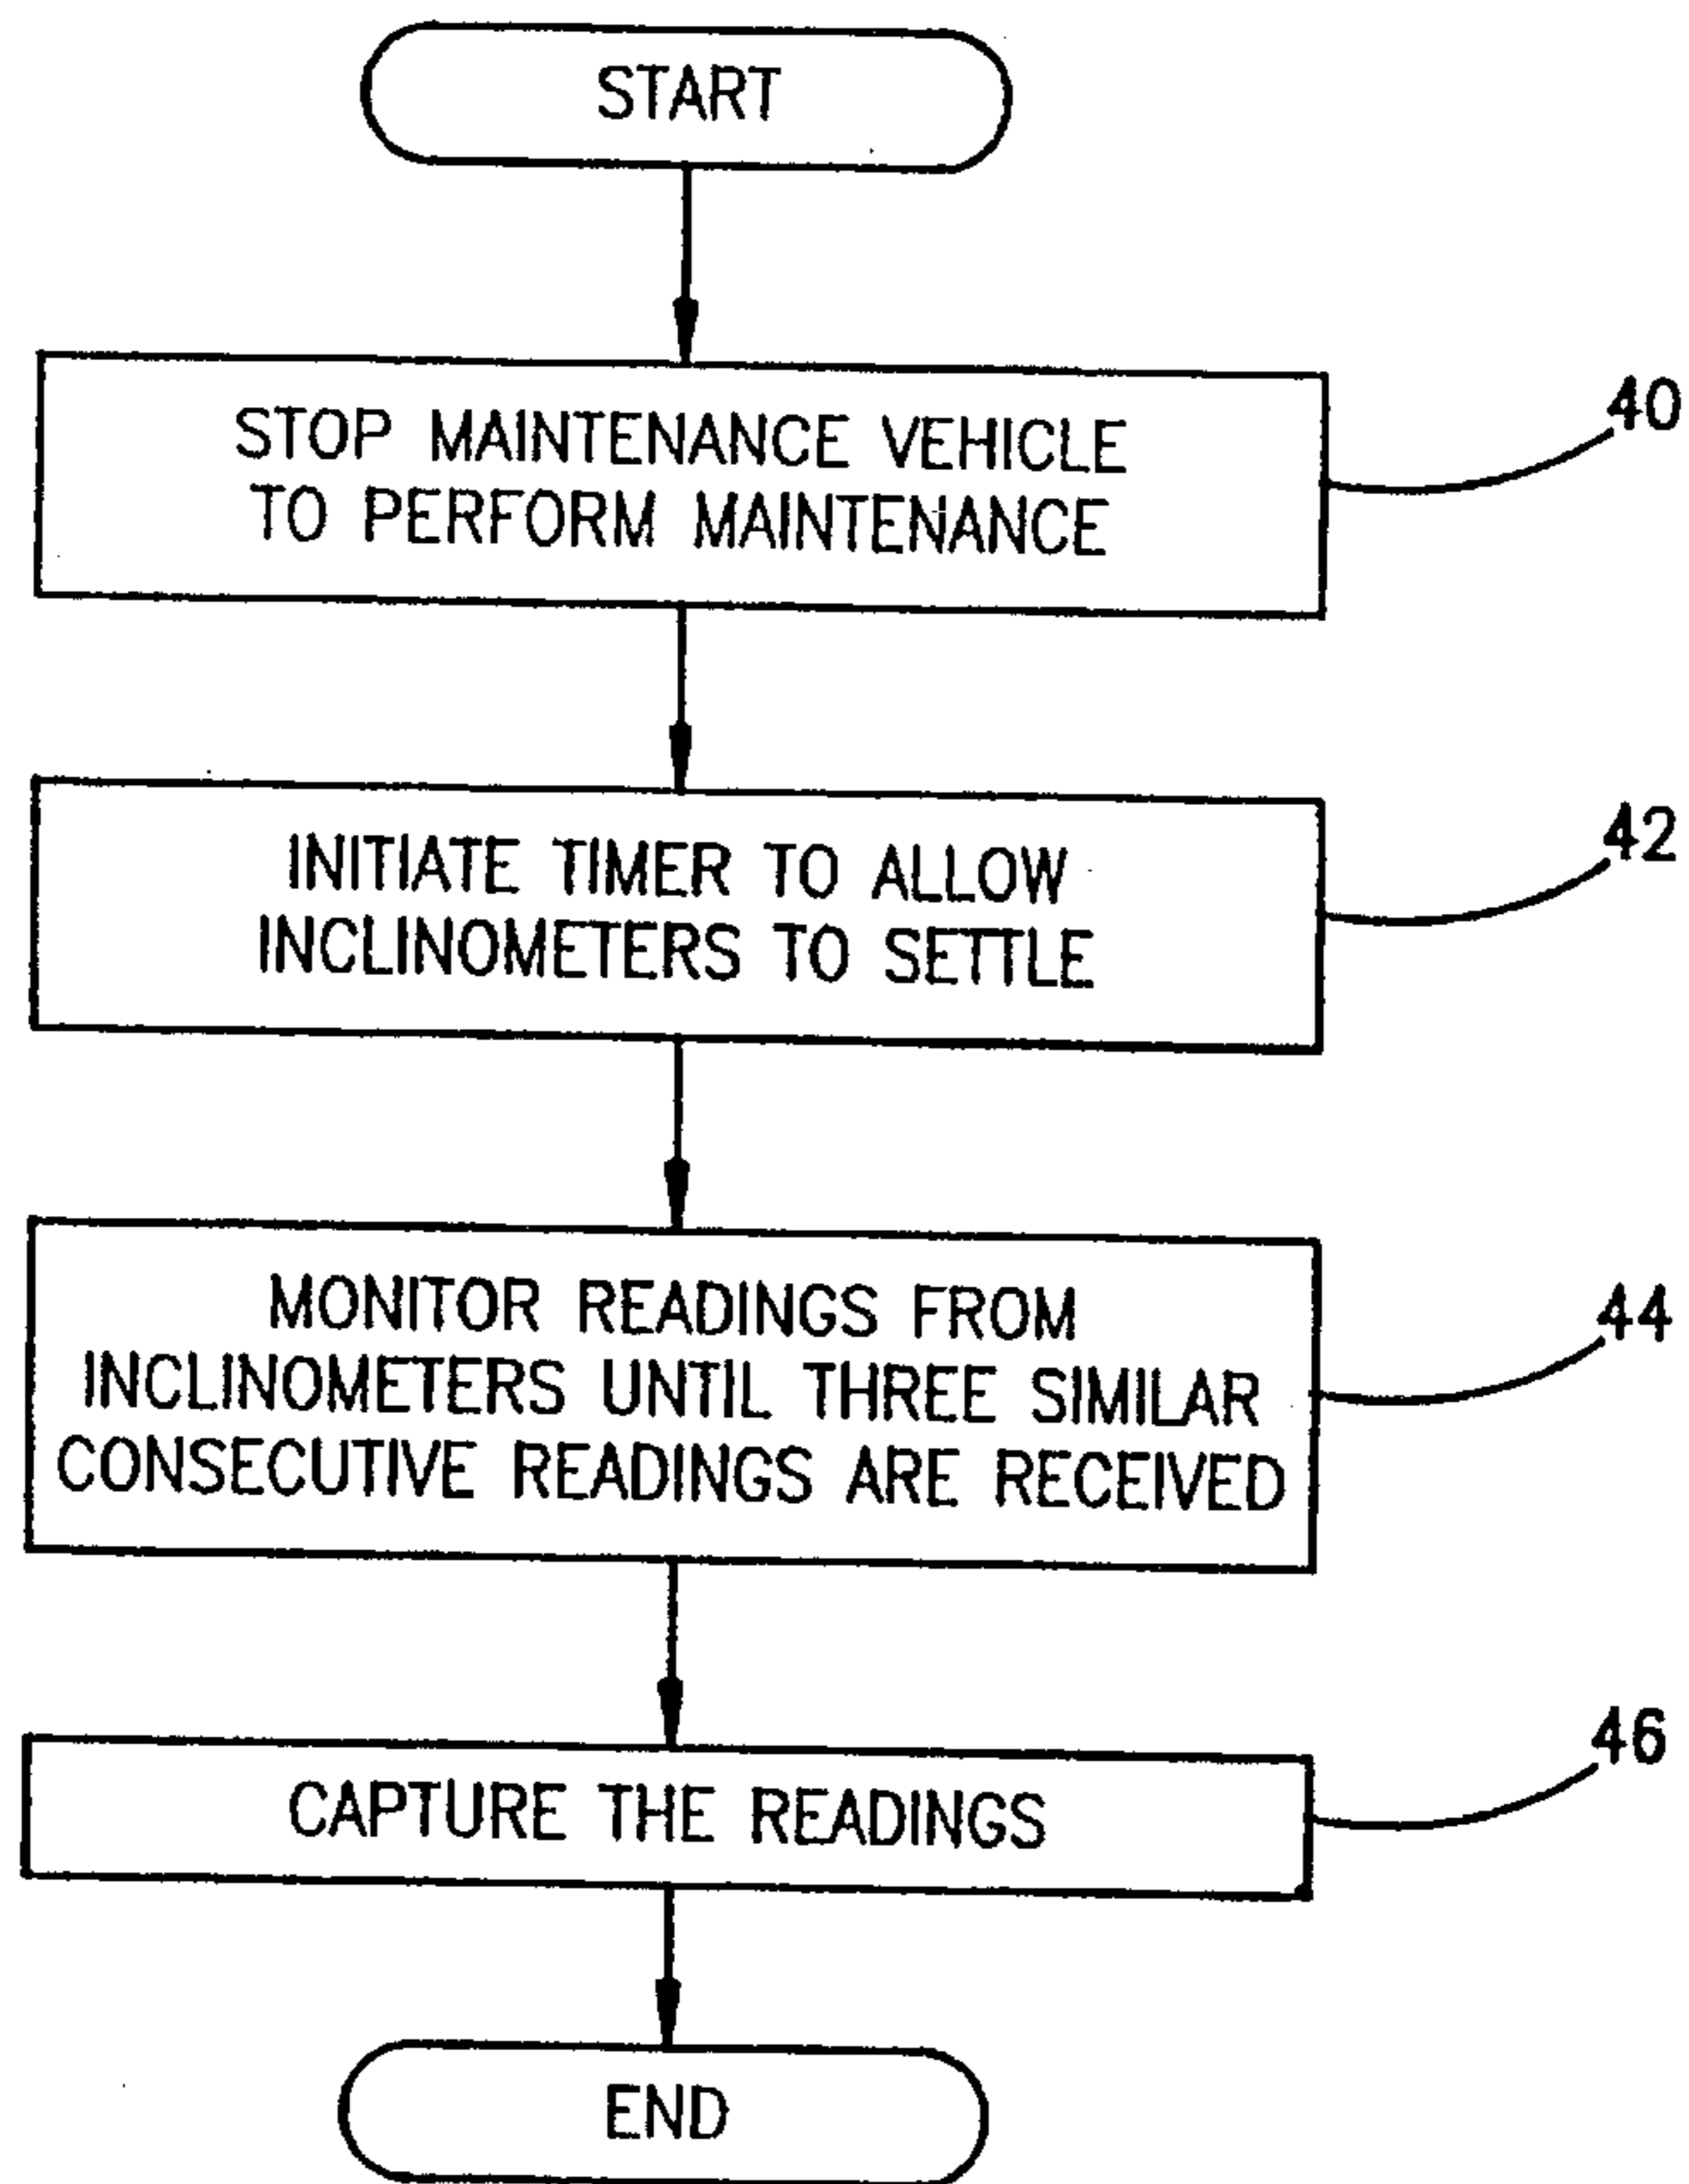 START
STOP MAINTENANCE VEHICLE
TO PERFORM MAINTENANCE
40
INITIATE TIMER TO ALLOW
INCLINOMETERS TO SETTLE
42
MONITOR READINGS FROM
INCLINOMETERS UNTIL THREE SIMILAR
CONSECUTIVE READINGS ARE RECEIVED
44
CAPTURE THE READINGS
46
END